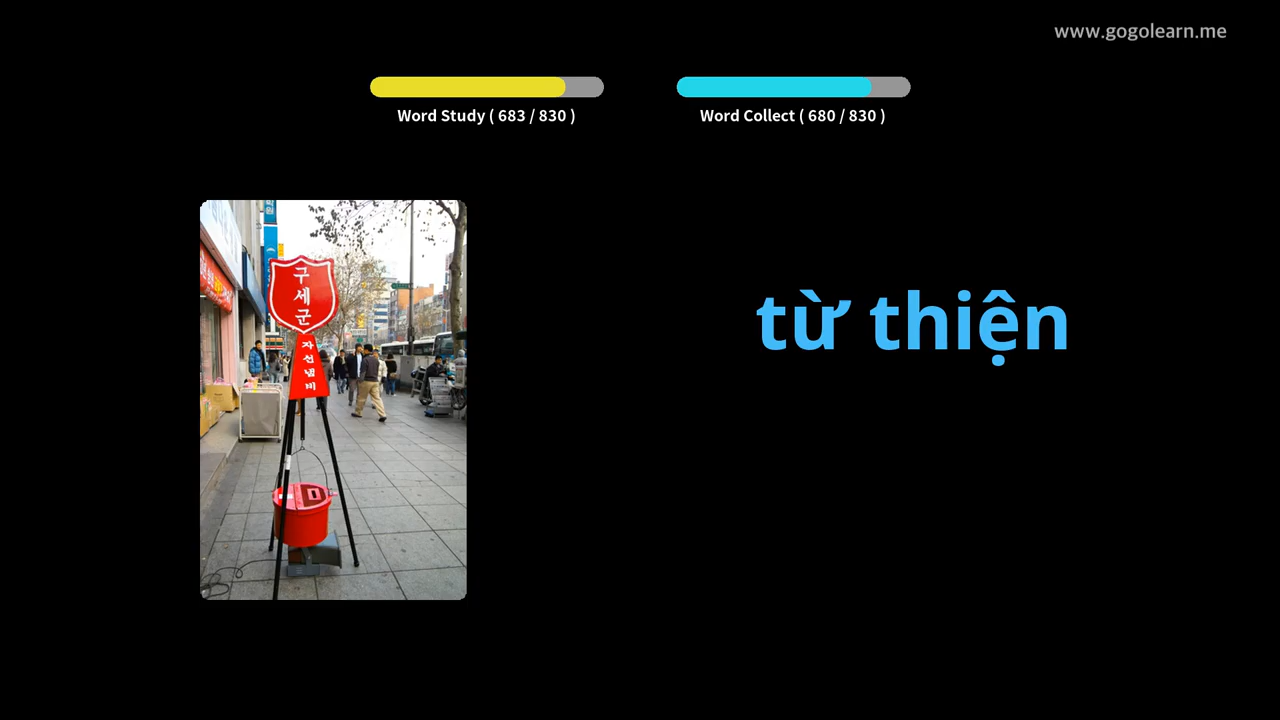 www.gogolearn.me
Word Study ( 683 / 830 )
Word Collect ( 680 / 830 )
구
세
군
자
선
냄
비
từ thiện